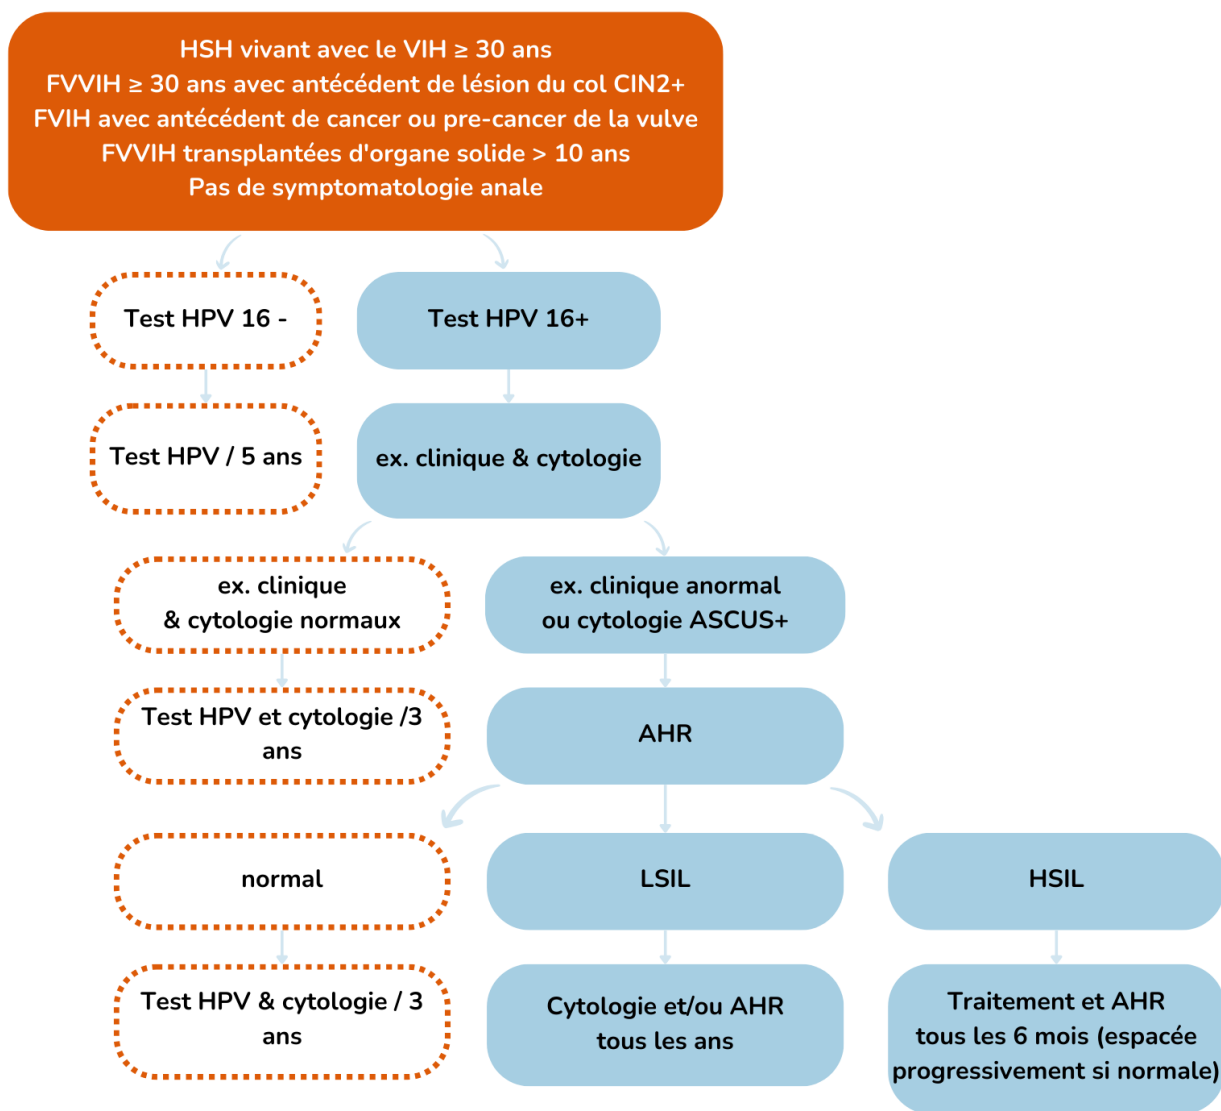 HSH vivant avec le VIH ≥ 30 ans
FVVIH ≥ 30 ans avec antécédent de lésion du col CIN2+
FVIH avec antécédent de cancer ou pre-cancer de la vulve
FVVIH transplantées d'organe solide > 10 ans
Pas de symptomatologie anale
Test HPV 16 -
Test HPV 16+
Test HPV / 5 ans
ex. clinique & cytologie
ex. clinique
& cytologie normaux
ex. clinique anormal
ou cytologie ASCUS+
Test HPV et cytologie /3
ans
AHR
normal
LSIL
HSIL
Test HPV & cytologie / 3
ans
Cytologie et/ou AHR
tous les ans
Traitement et AHR
tous les 6 mois (espacée
progressivement si normale)